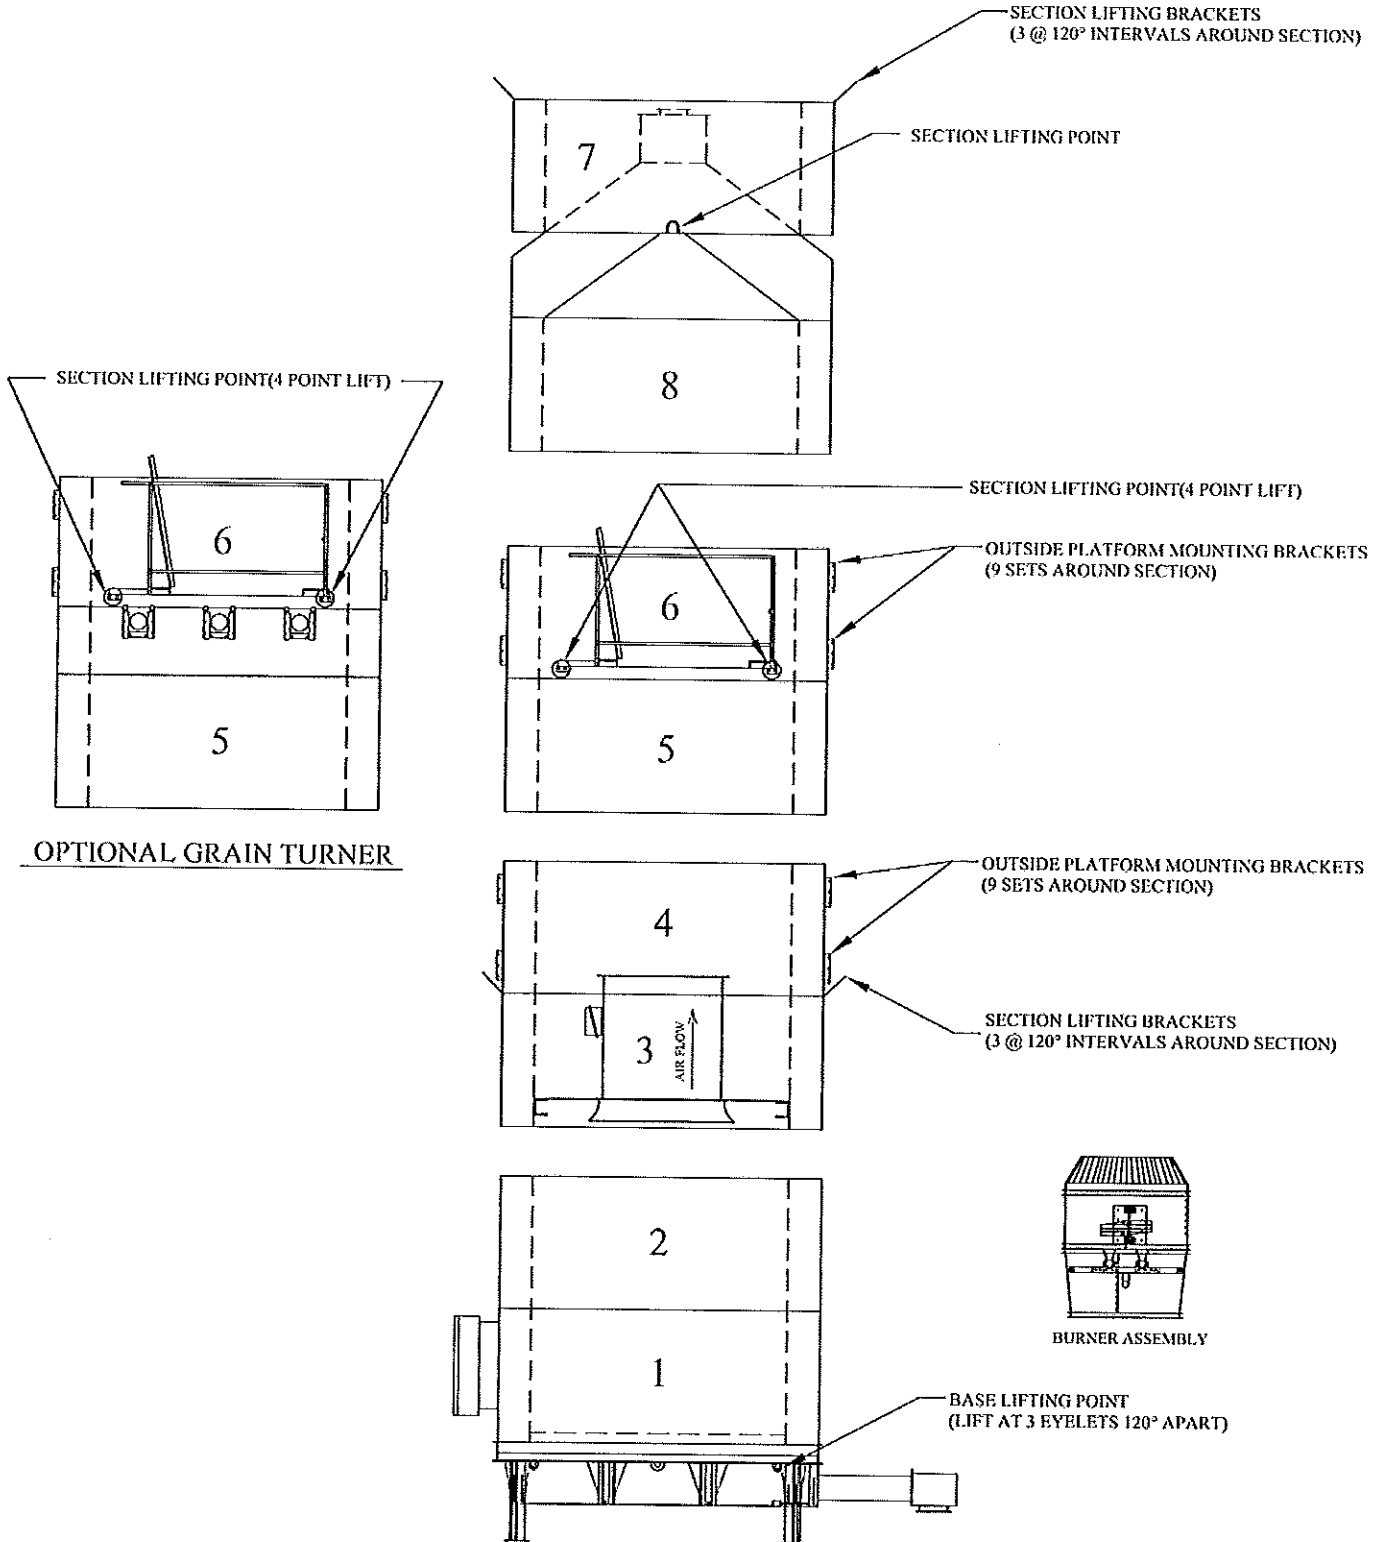 SECTION LIFTING BRACKETS
(3 @ 120° INTERVALS AROUND SECTION)
SECTION LIFTING POINT
7
8
SECTION LIFTING POINT(4 POINT LIFT)
6
5
OPTIONAL GRAIN TURNER
SECTION LIFTING POINT(4 POINT LIFT)
OUTSIDE PLATFORM MOUNTING BRACKETS
(9 SETS AROUND SECTION)
6
5
OUTSIDE PLATFORM MOUNTING BRACKETS
(9 SETS AROUND SECTION)
4
SECTION LIFTING BRACKETS
(3 @ 120° INTERVALS AROUND SECTION)
3
AIR FLOW
2
1
BURNER ASSEMBLY
BASE LIFTING POINT
(LIFT AT 3 EYELETS 120° APART)